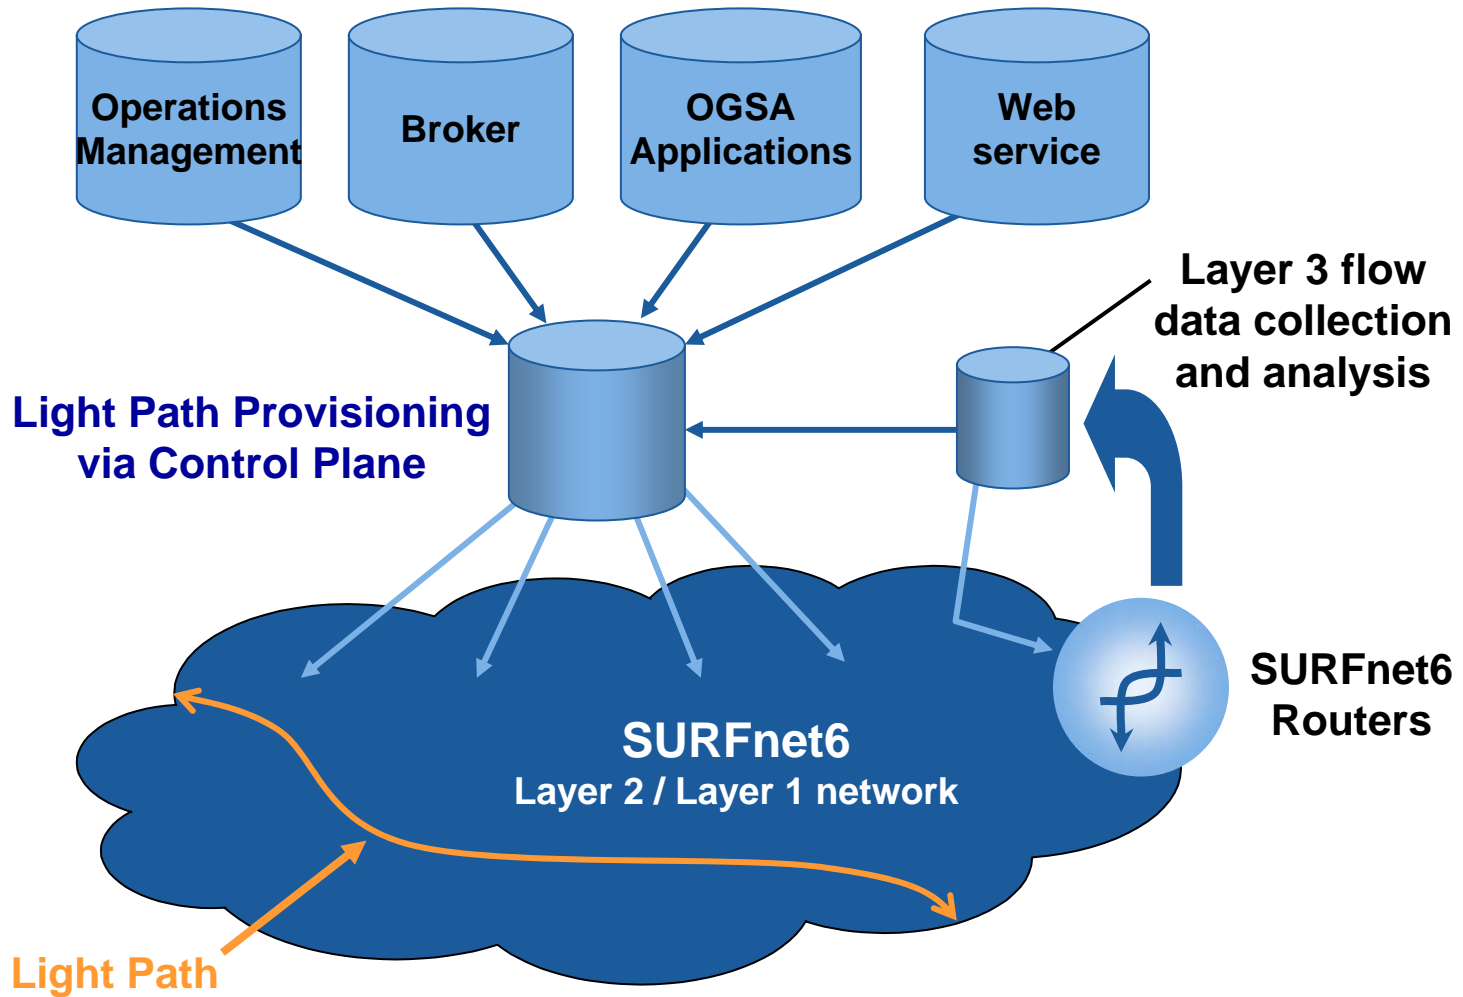 Operations
Management
Broker
OGSA
Applications
Web
service
Layer 3 flow
data collection
and analysis
Light Path Provisioning
via Control Plane
SURFnet6
Routers
SURFnet6
Layer 2 / Layer 1 network
Light Path